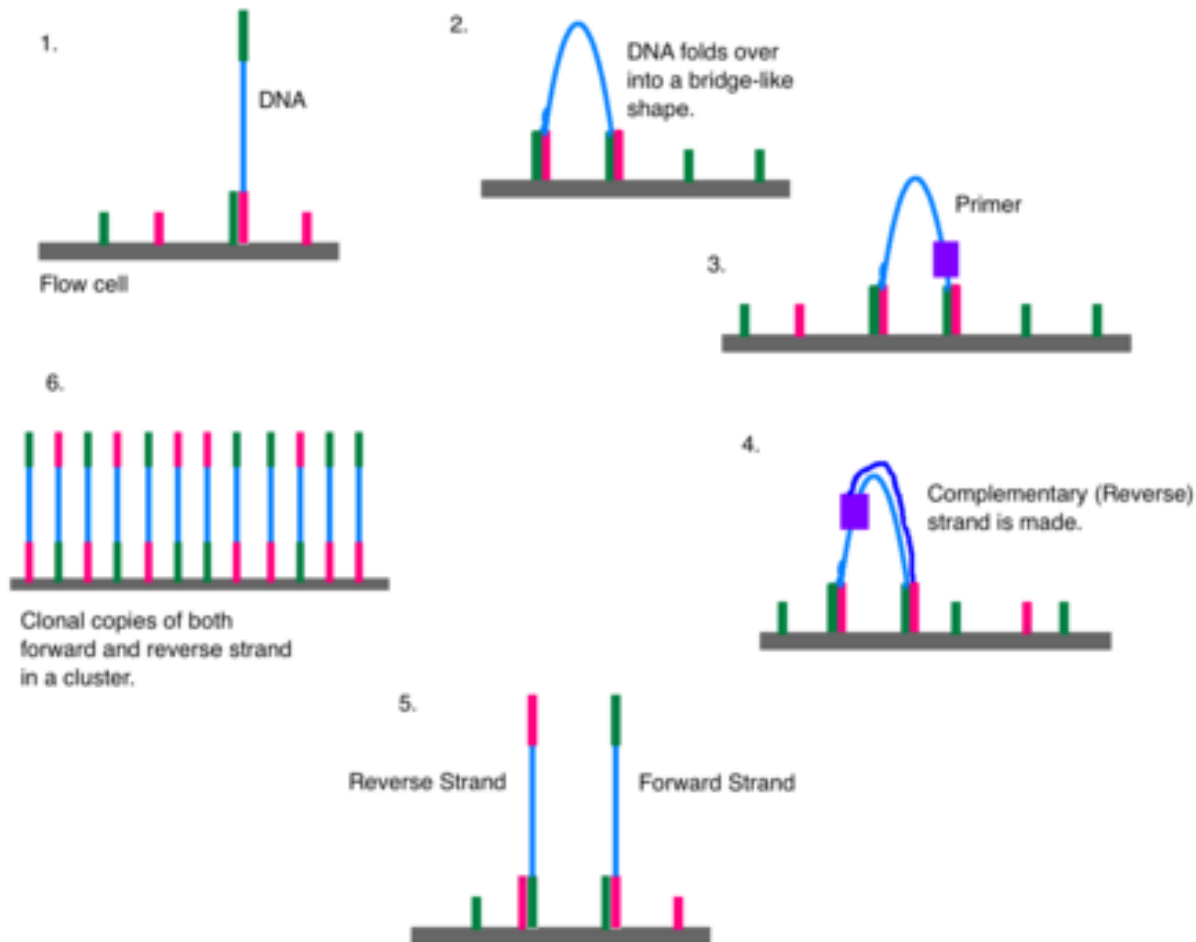 1.
DNA
Flow cell
2.
DNA folds over
into a bridge-like
shape.
3.
Primer
4.
Complementary (Reverse)
strand is made.
5.
Reverse Strand
Forward Strand
6.
Clonal copies of both
forward and reverse strand
in a cluster.